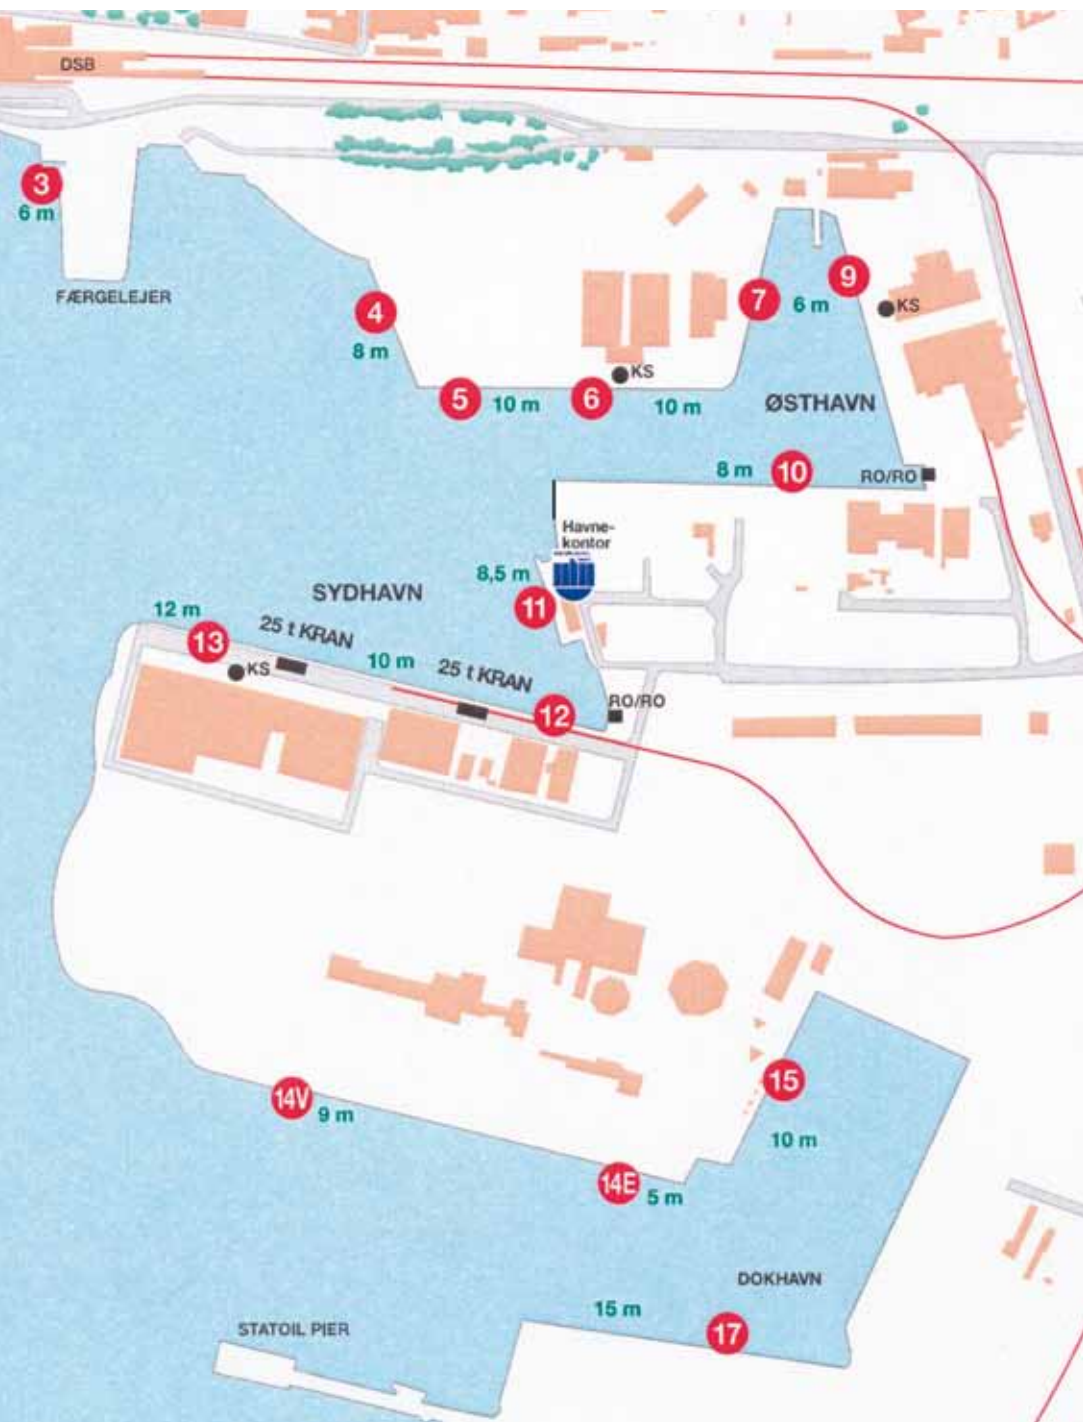 DSB
3
6 m
FÆRGELEJER
4
8 m
5
10 m
6
KS
10 m
7
6 m
9
KS
ØSTHAVN
8 m
10
RO/RO
Havne-
kontor
8,5 m
11
SYDHAVN
12 m
13
25 t KRAN
KS
10 m
25 t KRAN
12
RO/RO
14V
9 m
14E
5 m
15
10 m
DOKHAVN
15 m
17
STATOIL PIER